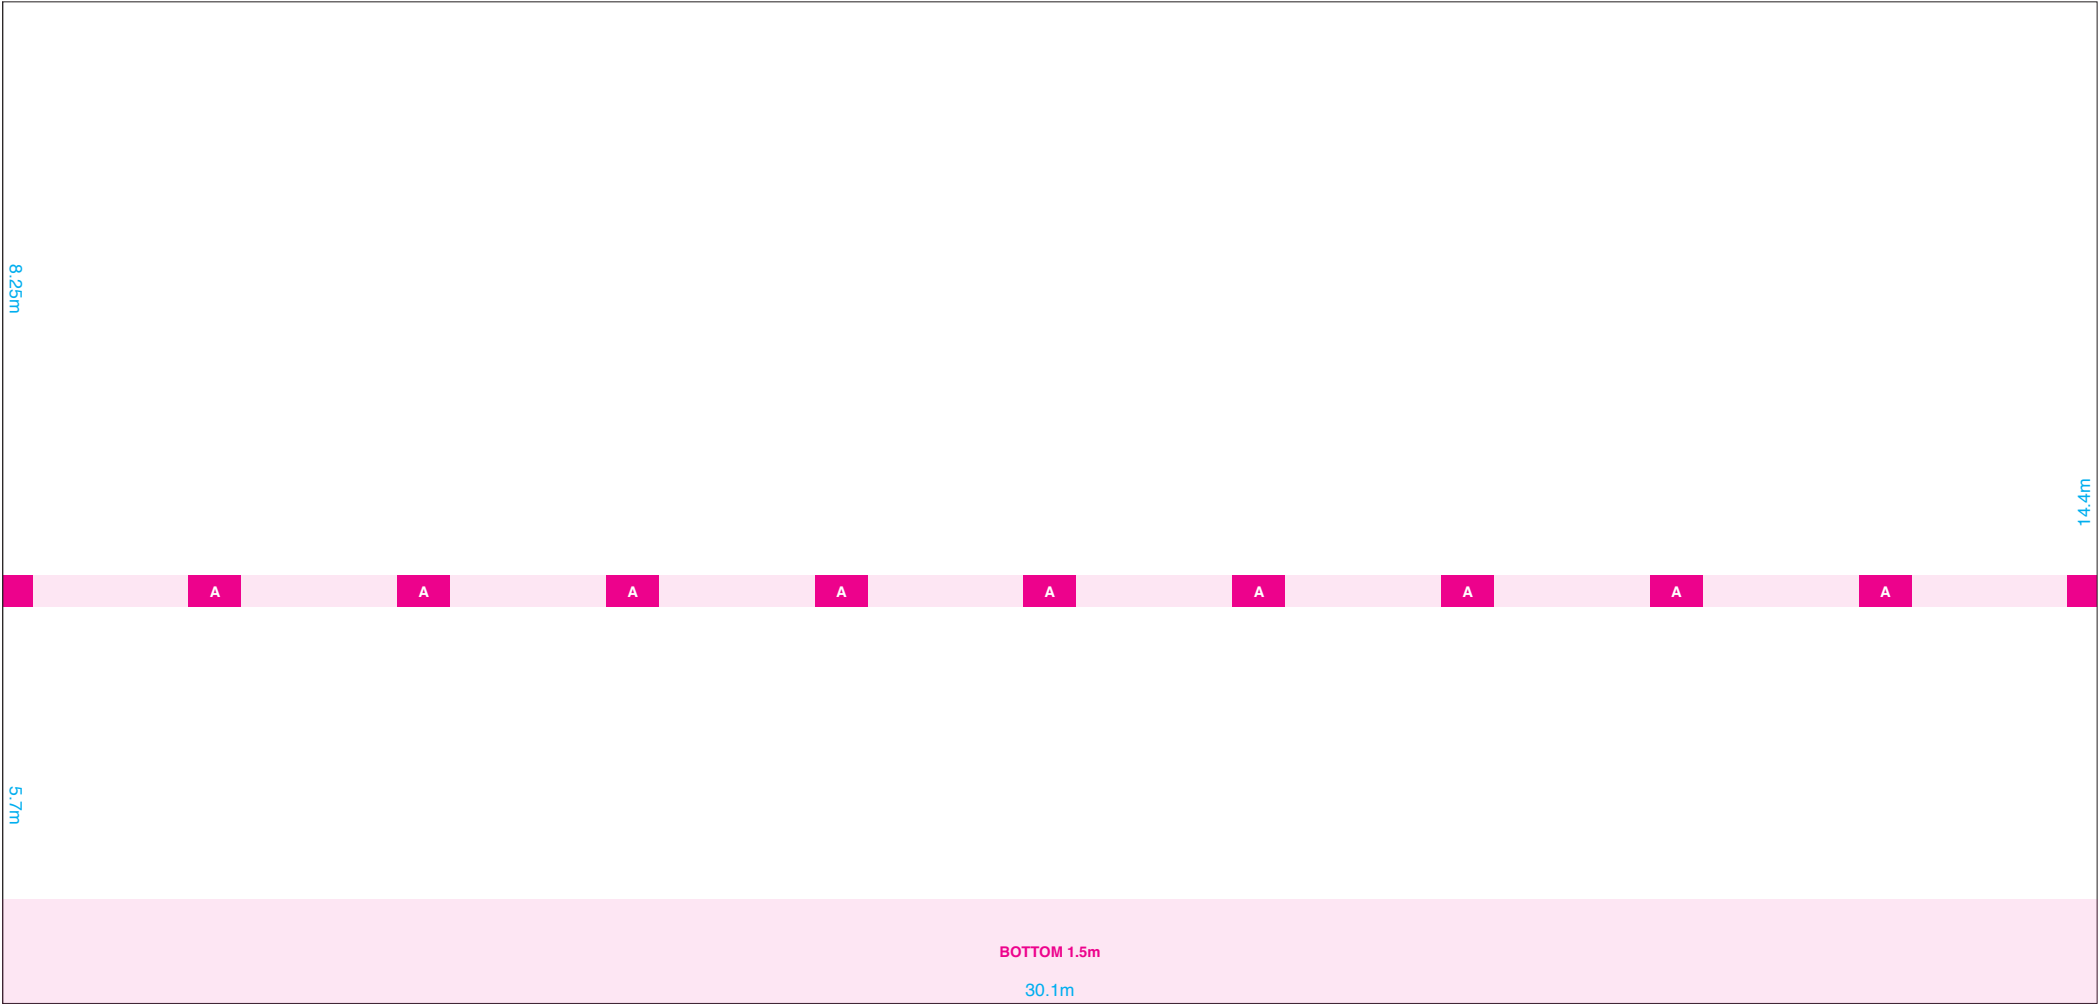 8.25m
14.4m
A A A A A A A A A
5.7m
BOTTOM 1.5m
30.1m